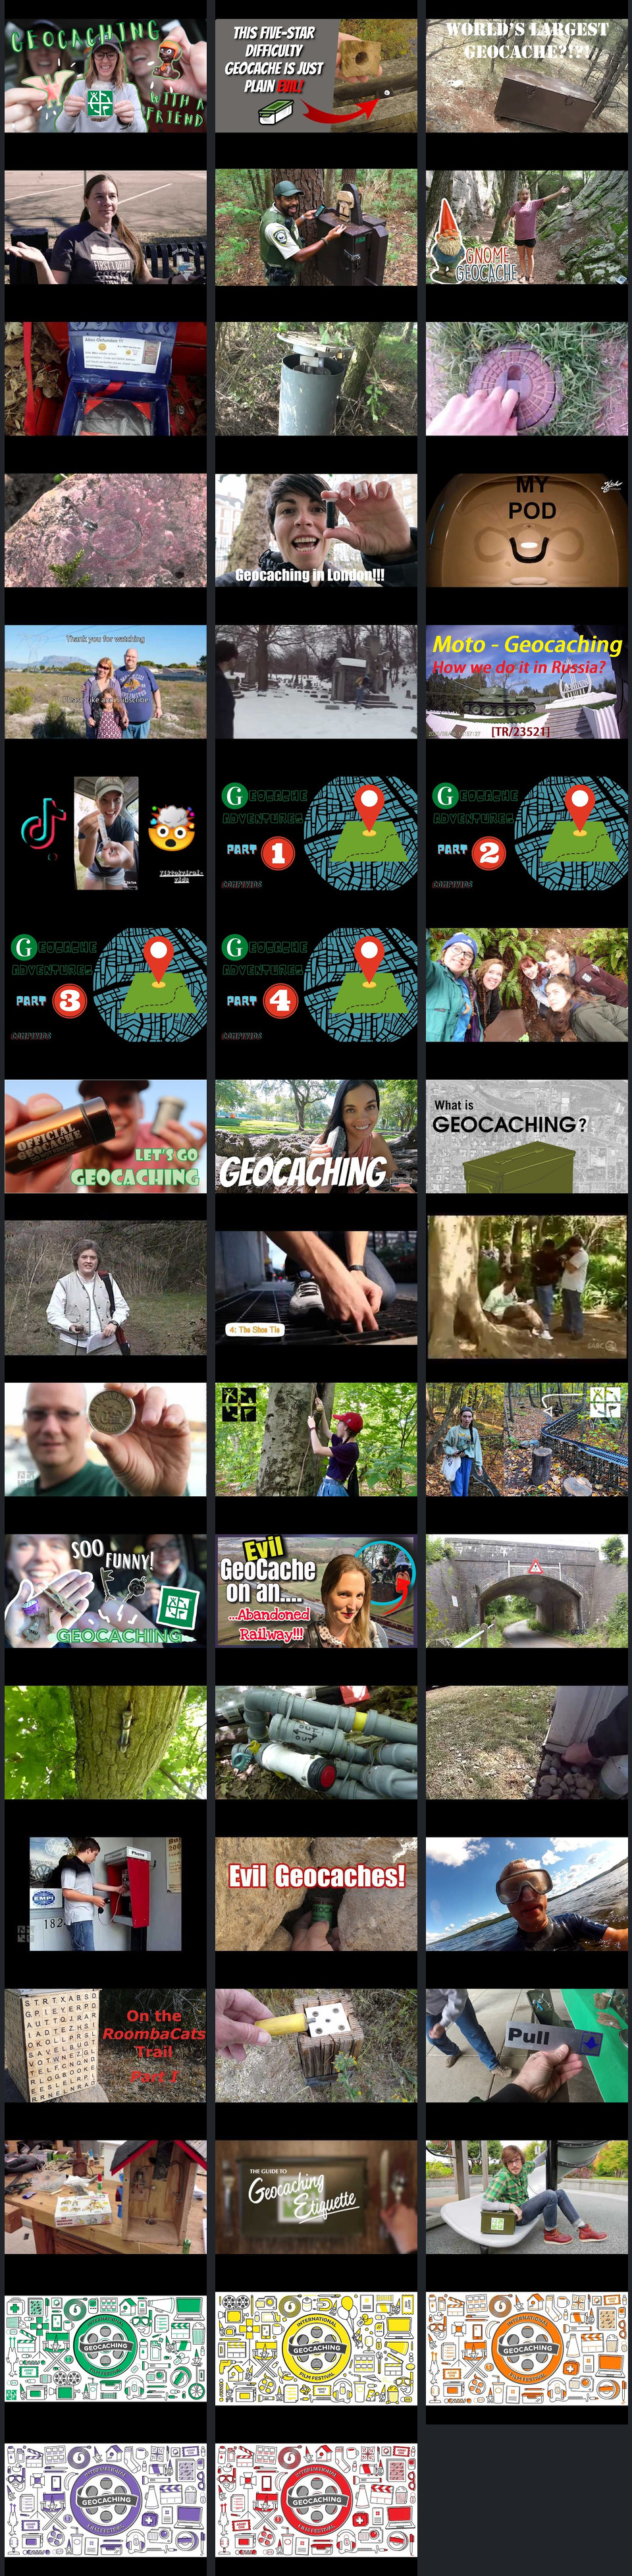 GEOCACHING
WITH A
FRIEND
THIS FIVE-STAR
DIFFICULTY
GEOCACHE IS JUST
PLAIN EVIL!
WORLD'S LARGEST
GEOCACHE?!?!
GNOME
GEOCACHE
Geocaching in London!!!
MY
POD
Thank you for watching
Please like and subscribe
Moto - Geocaching
How we do it in Russia?
[TR/23521]
GEOCACHE
ADVENTURES
PART 1
GEOCACHE
ADVENTURES
PART 2
GEOCACHE
ADVENTURES
PART 3
GEOCACHE
ADVENTURES
PART 4
OFFICIAL
GEOCACHE
LET'S GO
GEOCACHING
GEOCACHING
What is
GEOCACHING?
4: The Shoe Tie
SABC
SOO
FUNNY!
GEOCACHING
Evil
GeoCache
on an....
...Abandoned
Railway!!!
OUT
OUT
Phone
EMPI
182
Evil Geocaches!
On the
RoombaCats
Trail
Part 1
Pull
THE GUIDE TO
Geocaching
Etiquette
INTERNATIONAL
GEOCACHING
FILM FESTIVAL
INTERNATIONAL
GEOCACHING
FILM FESTIVAL
INTERNATIONAL
GEOCACHING
FILM FESTIVAL
INTERNATIONAL
GEOCACHING
FILM FESTIVAL
INTERNATIONAL
GEOCACHING
FILM FESTIVAL